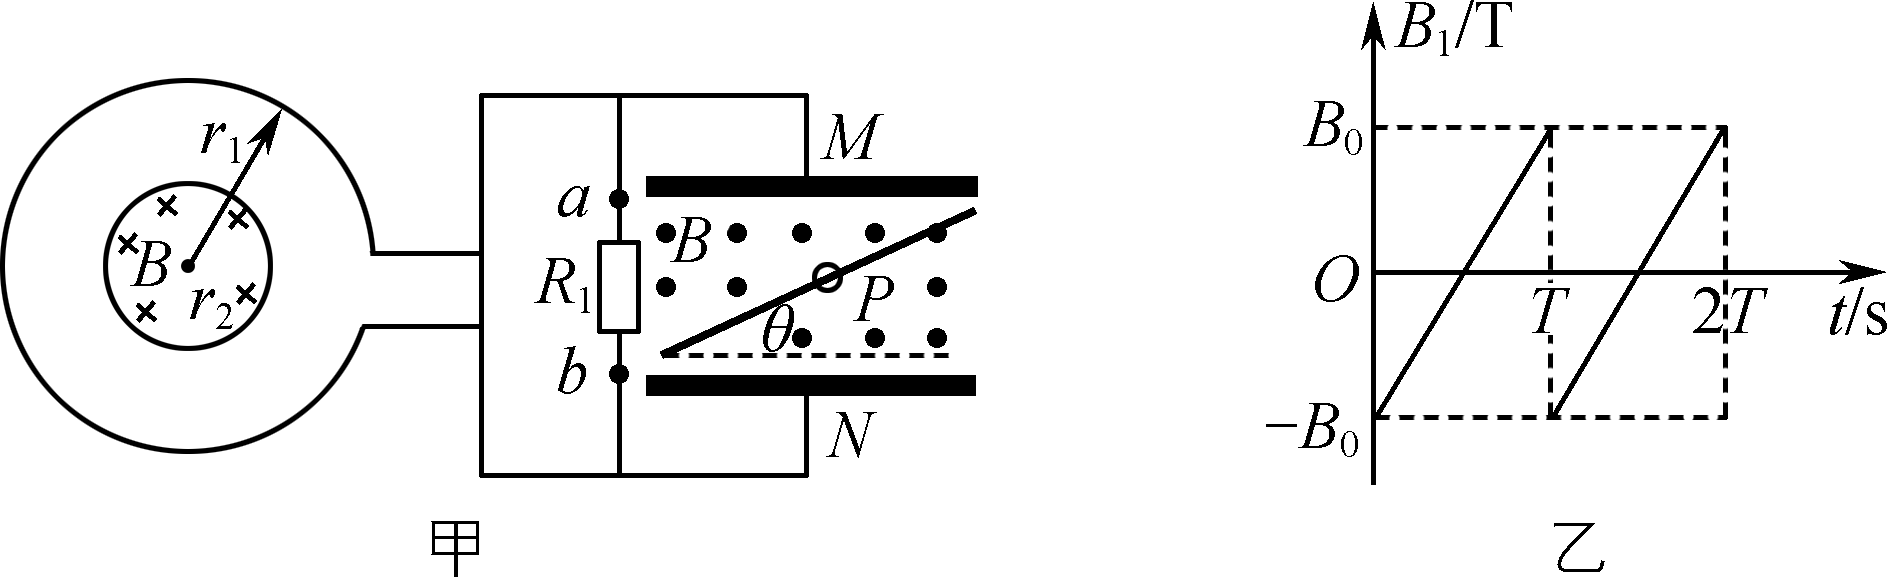 r₁
B
r₂
a
R₁
b
M
B
P
θ
N
甲
B₁/T
B₀
O
T
2T
t/s
−B₀
乙